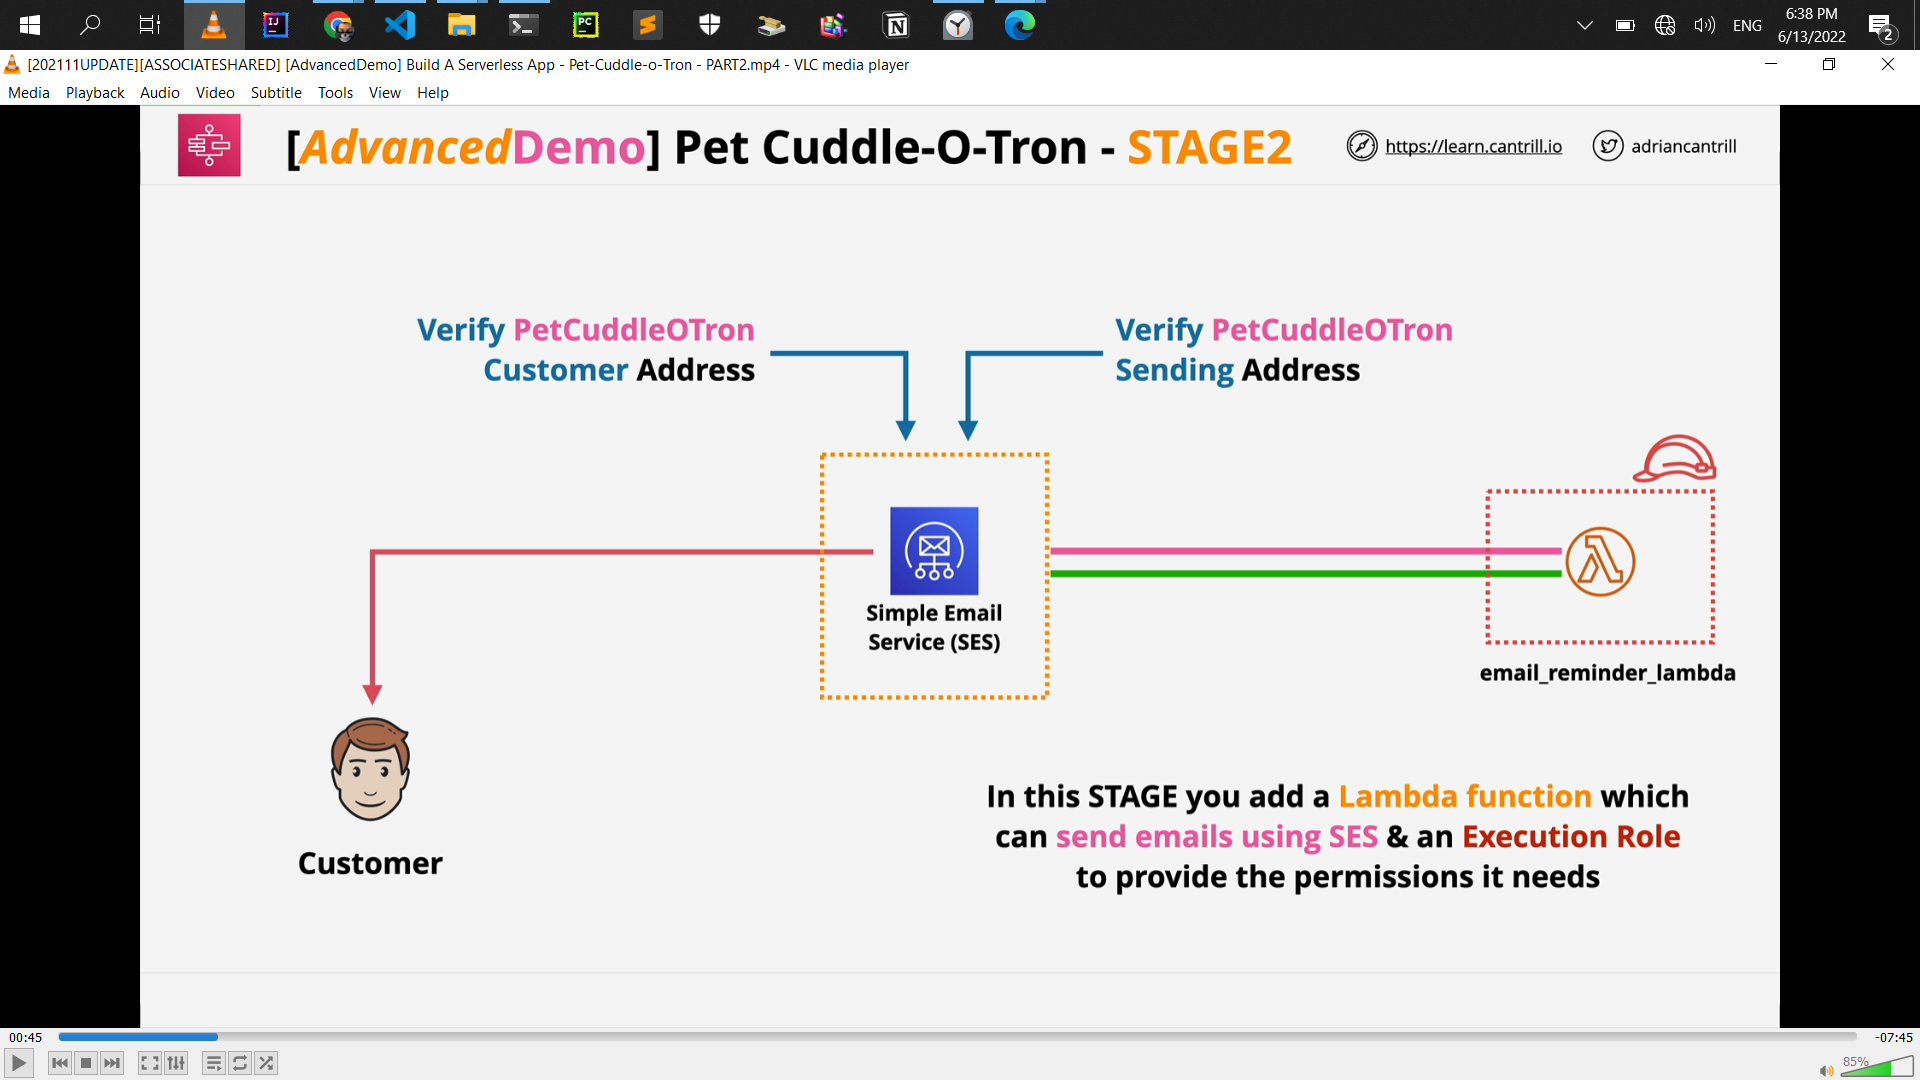 ENG
6:38 PM
6/13/2022
2
[202111UPDATE][ASSOCIATESHARED] [AdvancedDemo] Build A Serverless App - Pet-Cuddle-o-Tron - PART2.mp4 - VLC media player
Media Playback Audio Video Subtitle Tools View Help
[AdvancedDemo] Pet Cuddle-O-Tron - STAGE2
https://learn.cantrill.io
adriancantrill
Verify PetCuddleOTron
Customer Address
Verify PetCuddleOTron
Sending Address
Simple Email
Service (SES)
email_reminder_lambda
Customer
In this STAGE you add a Lambda function which
can send emails using SES & an Execution Role
to provide the permissions it needs
00:45
-07:45
85%